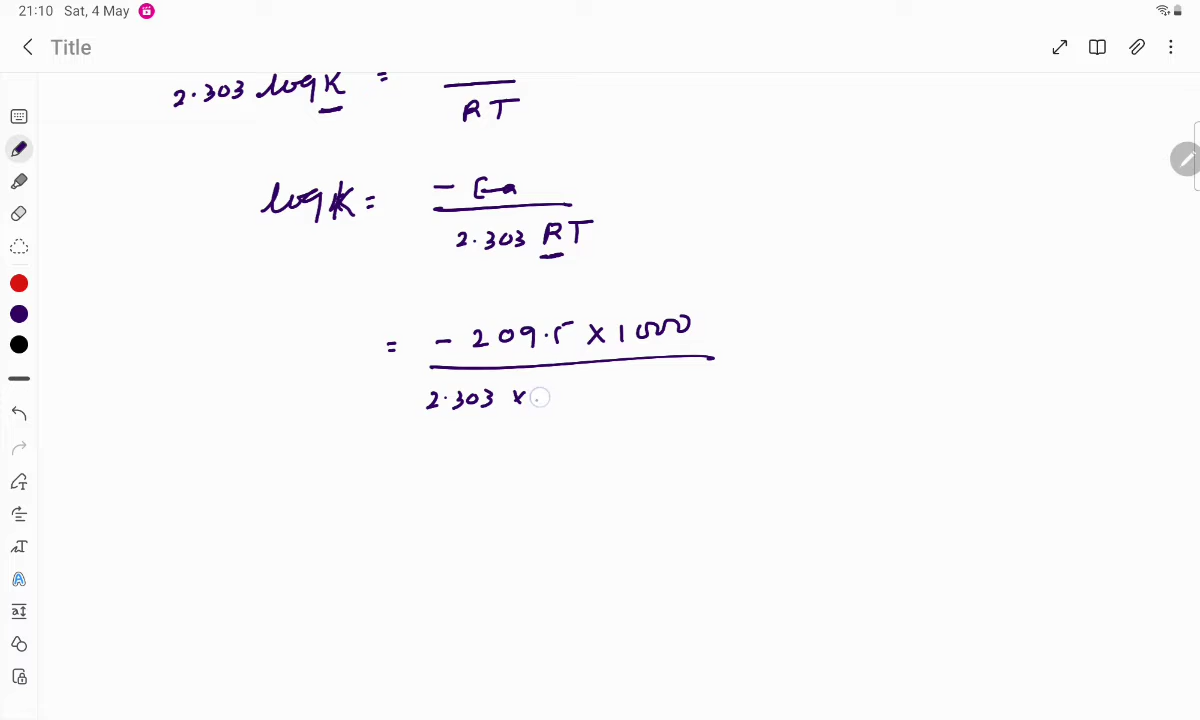 21:10 Sat, 4 May
Title
2.303 log K =
RT
log K = - Ea
2.303 RT
= - 209.5 × 1000
2.303 ×